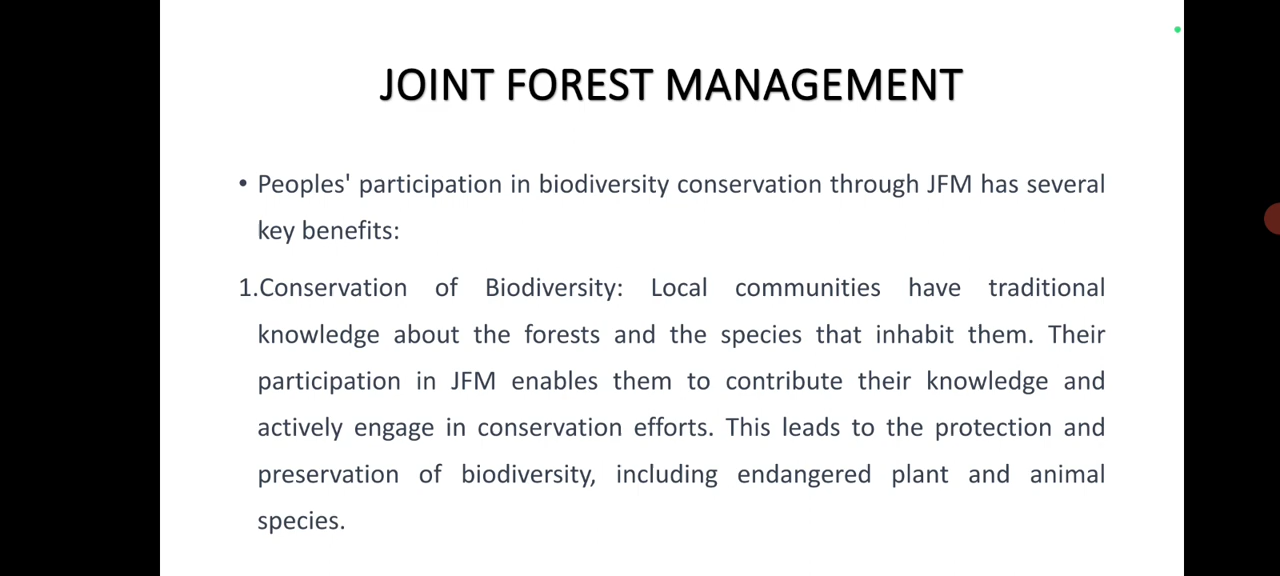 JOINT FOREST MANAGEMENT
• Peoples' participation in biodiversity conservation through JFM has several
key benefits:
1.Conservation of Biodiversity: Local communities have traditional
knowledge about the forests and the species that inhabit them. Their
participation in JFM enables them to contribute their knowledge and
actively engage in conservation efforts. This leads to the protection and
preservation of biodiversity, including endangered plant and animal
species.